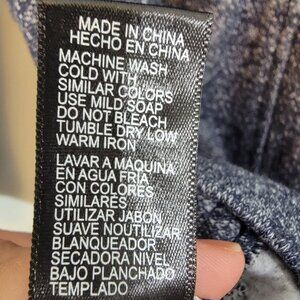 MADE IN CHINA
HECHO EN CHINA
MACHINE WASH
COLD WITH
SIMILAR COLORS
USE MILD SOAP
DO NOT BLEACH
TUMBLE DRY LOW
WARM IRON
LAVAR A MAQUINA
EN AGUA FRIA
CON COLORES
SIMILARES
UTILIZAR JABON
SUAVE NOUTILIZAR
BLANQUEADOR
SECADORA NIVEL
BAJO PLANCHADO
TEMPLADO